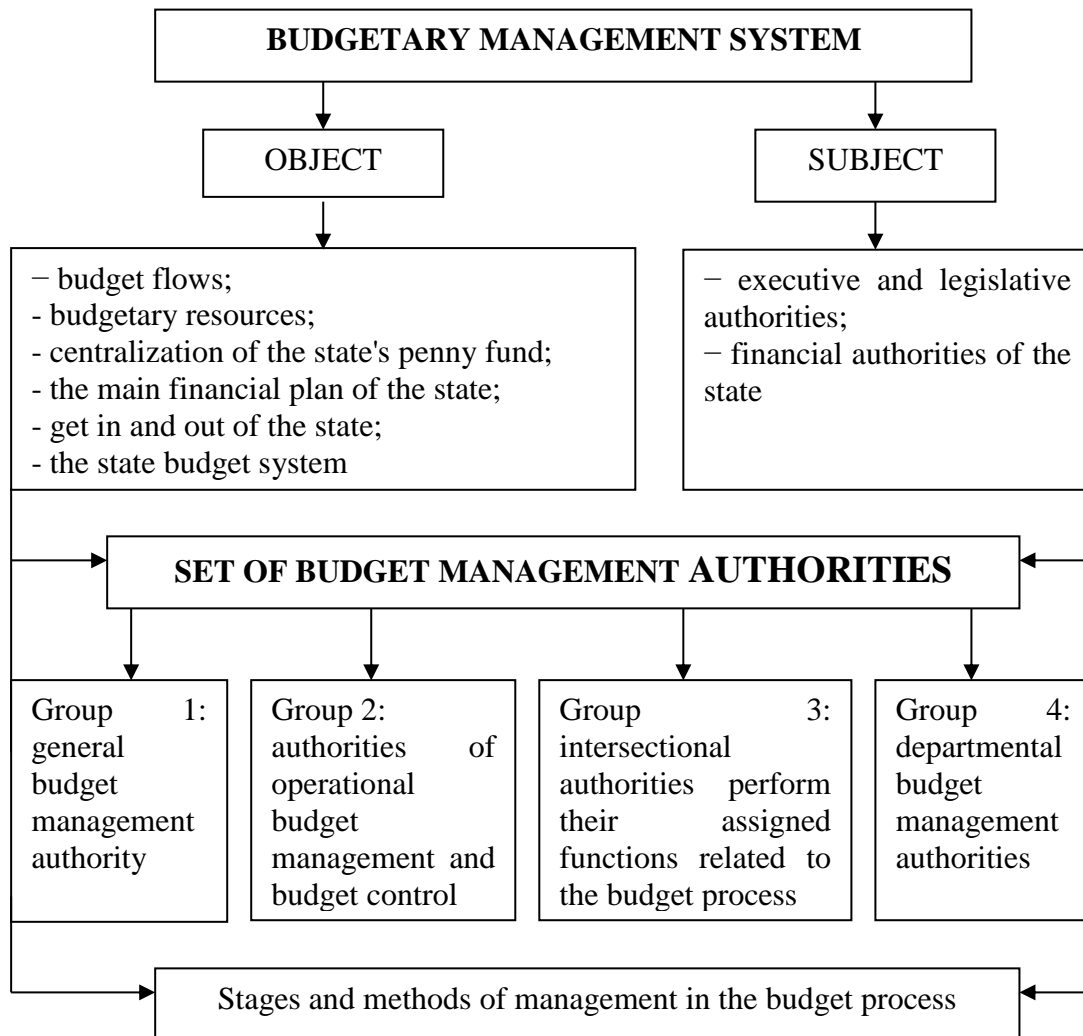 BUDGETARY MANAGEMENT SYSTEM
OBJECT
SUBJECT
− budget flows;
- budgetary resources;
- centralization of the state's penny fund;
- the main financial plan of the state;
- get in and out of the state;
- the state budget system
− executive and legislative
authorities;
− financial authorities of the
state
SET OF BUDGET MANAGEMENT AUTHORITIES
Group 1:
general
budget
management
authority
Group 2:
authorities of
operational
budget
management and
budget control
Group 3:
intersectional
authorities perform
their assigned
functions related to
the budget process
Group 4:
departmental
budget
management
authorities
Stages and methods of management in the budget process